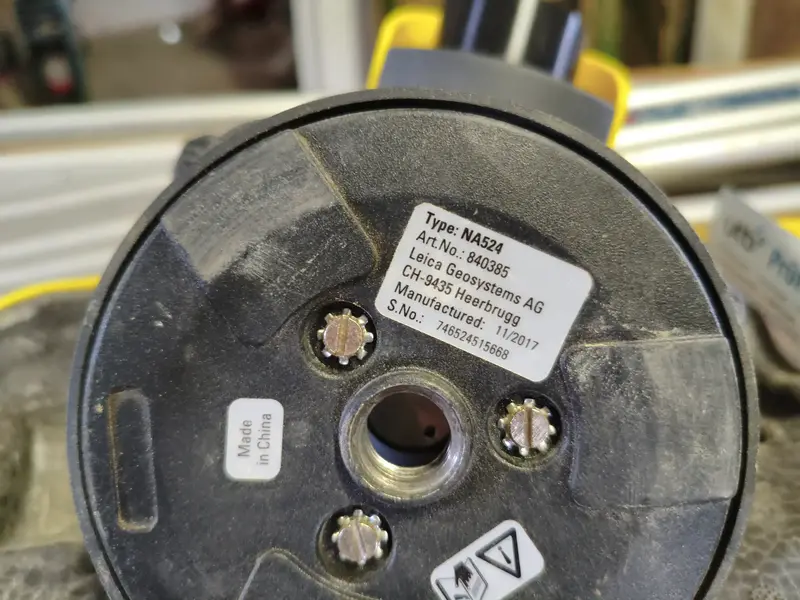 Type: NA524
Art.No.: 840385
Leica Geosystems AG
CH-9435 Heerbrugg
Manufactured: 11/2017
S.No.: 746524515668
Made
in China